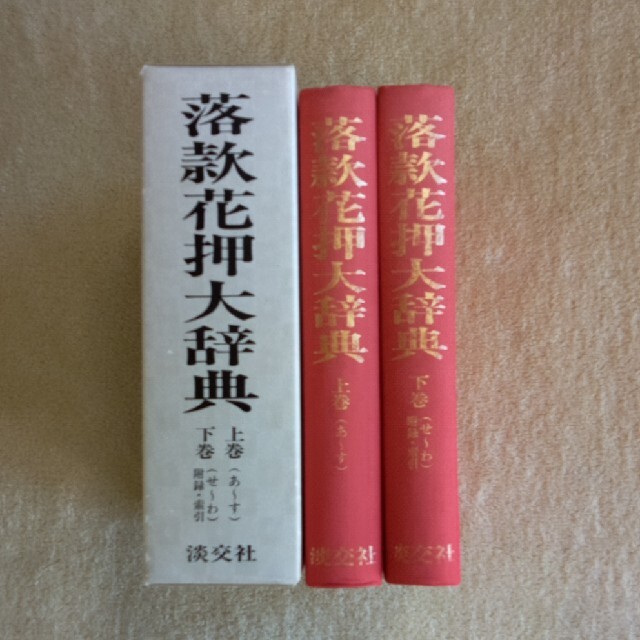 落款花押大辞典
上巻（あ～す）
下巻（せ～わ）
附録・索引
淡交社
落款花押大辞典
上巻（あ～す）
淡交社
落款花押大辞典
下巻（せ～わ）
附録・索引
淡交社